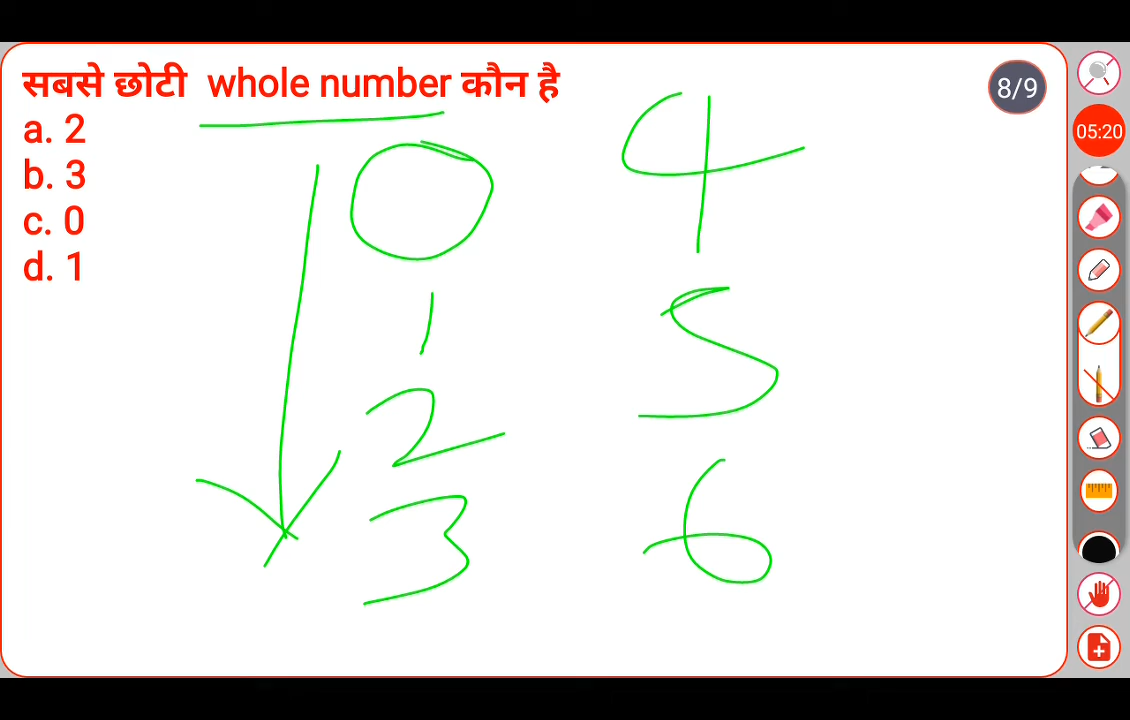 सबसे छोटी whole number कौन है
8/9
a. 2
05:20
b. 3
c. 0
d. 1
0
1
2
3
4
5
6